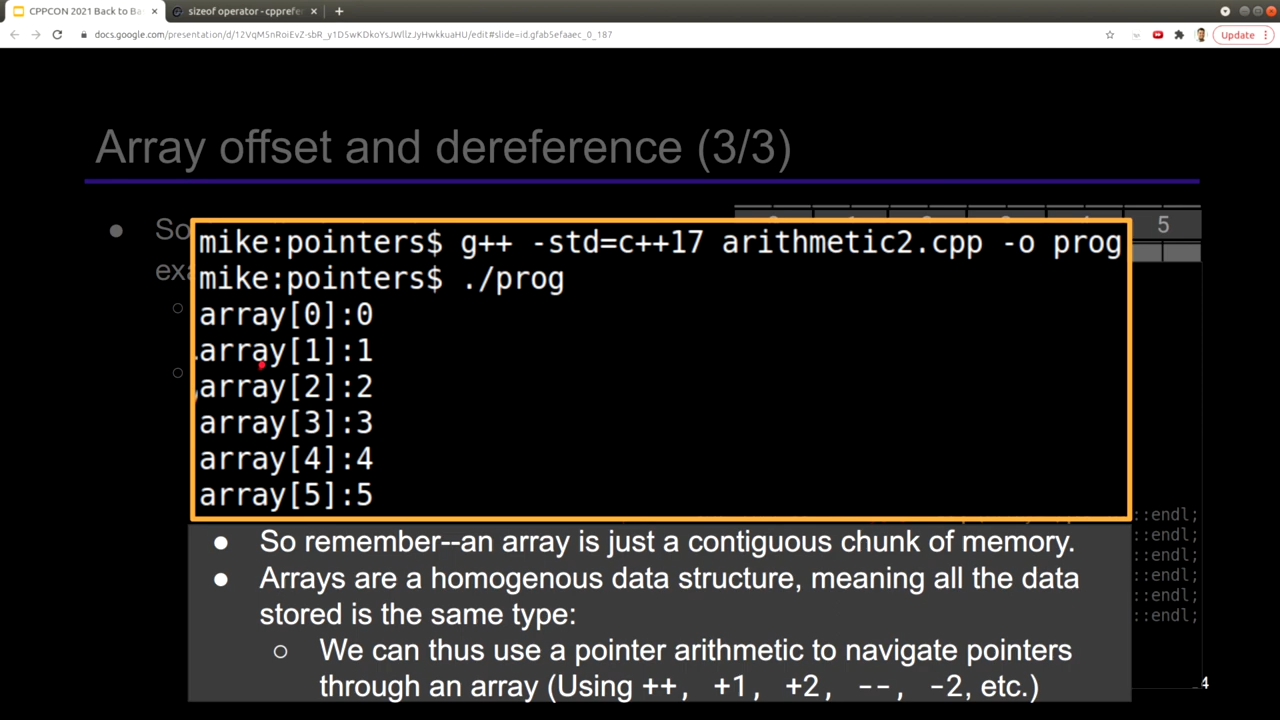 CPPCON 2021 Back to Ba
sizeof operator - cpprefer
docs.google.com/presentation/d/12VqM5nRoiEvZ-sbR_y1D5wKDkoYsJWllzJyHwkkuaHU/edit#slide=id.gfab5efaaec_0_187
Update
Array offset and dereference (3/3)
So
exa
5
mike:pointers$ g++ -std=c++17 arithmetic2.cpp -o prog
mike:pointers$ ./prog
array[0]:0
array[1]:1
array[2]:2
array[3]:3
array[4]:4
array[5]:5
::endl;
::endl;
::endl;
::endl;
::endl;
::endl;
● So remember--an array is just a contiguous chunk of memory.
● Arrays are a homogenous data structure, meaning all the data
stored is the same type:
○ We can thus use a pointer arithmetic to navigate pointers
through an array (Using ++, +1, +2, --, -2, etc.)
4